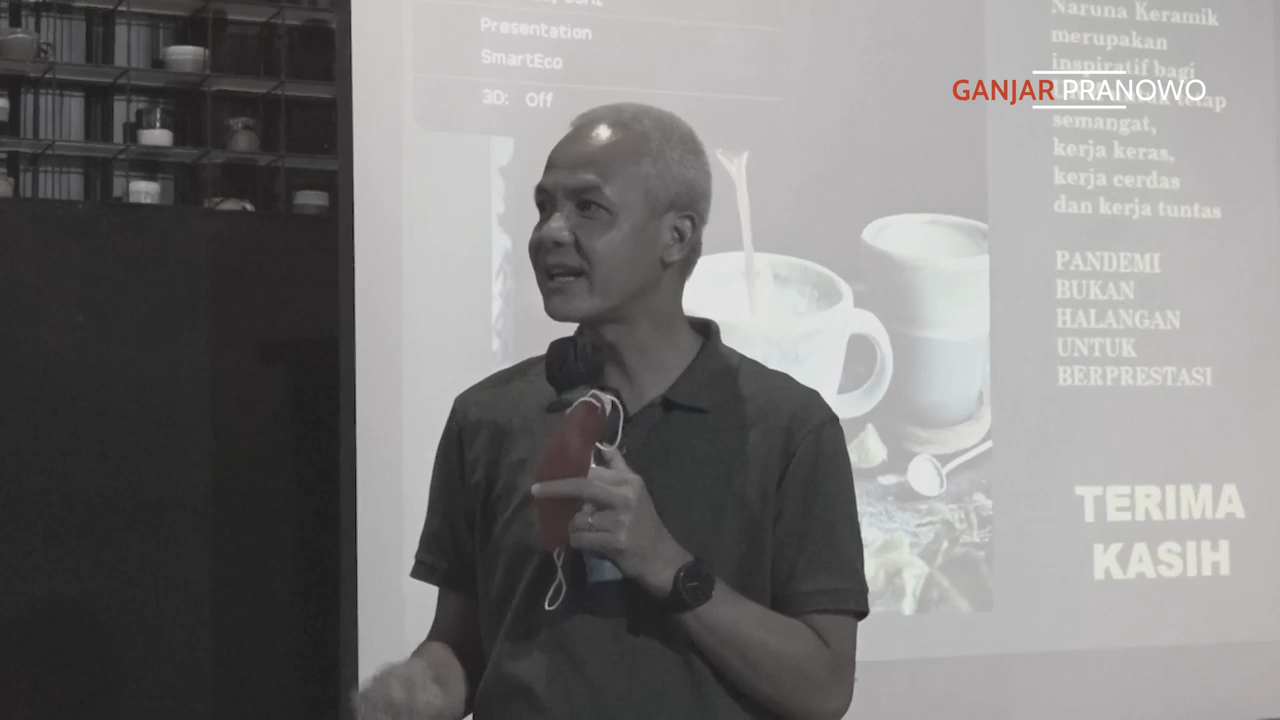 Presentation
SmartEco
3D: Off
Naruna Keramik
merupakan
inspiratif bagi
GANJAR PRANOWO
tetap
semangat,
kerja keras,
kerja cerdas
dan kerja tuntas
PANDEMI
BUKAN
HALANGAN
UNTUK
BERPRESTASI
TERIMA
KASIH